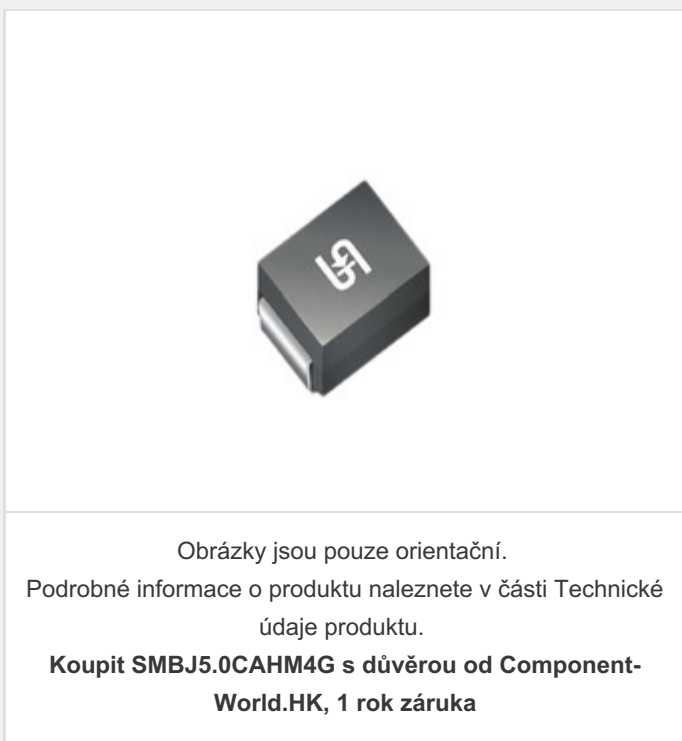 Obrázky jsou pouze orientační.
Podrobné informace o produktu naleznete v části Technické
údaje produktu.
Koupit SMBJ5.0CAHM4G s důvěrou od Component-
World.HK, 1 rok záruka